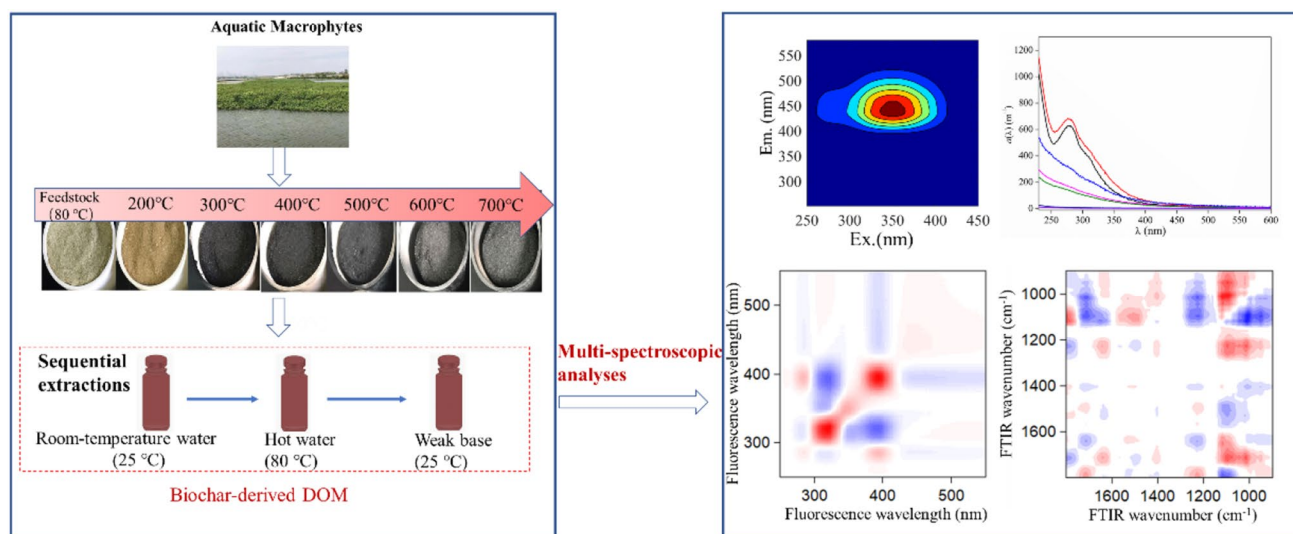 Aquatic Macrophytes
Feedstock
(80 ℃)
200℃
300℃
400℃
500℃
600℃
700℃
Sequential
extractions
Room-temperature water
(25 ℃)
Hot water
(80 ℃)
Weak base
(25 ℃)
Biochar-derived DOM
Multi-spectroscopic
analyses
Em. (nm)
550
500
450
400
350
300
250 300 350 400 450
Ex.(nm)
a(λ) (m-1)
1200
1000
800
600
400
200
0
250 300 350 400 450 500 550 600
λ (nm)
Fluorescence wavelength (nm)
500
400
300
300 400 500
Fluorescence wavelength (nm)
FTIR wavenumber (cm-1)
1000
1200
1400
1600
1600 1400 1200 1000
FTIR wavenumber (cm-1)